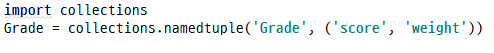 import collections
Grade = collections.namedtuple('Grade', ('score', 'weight'))